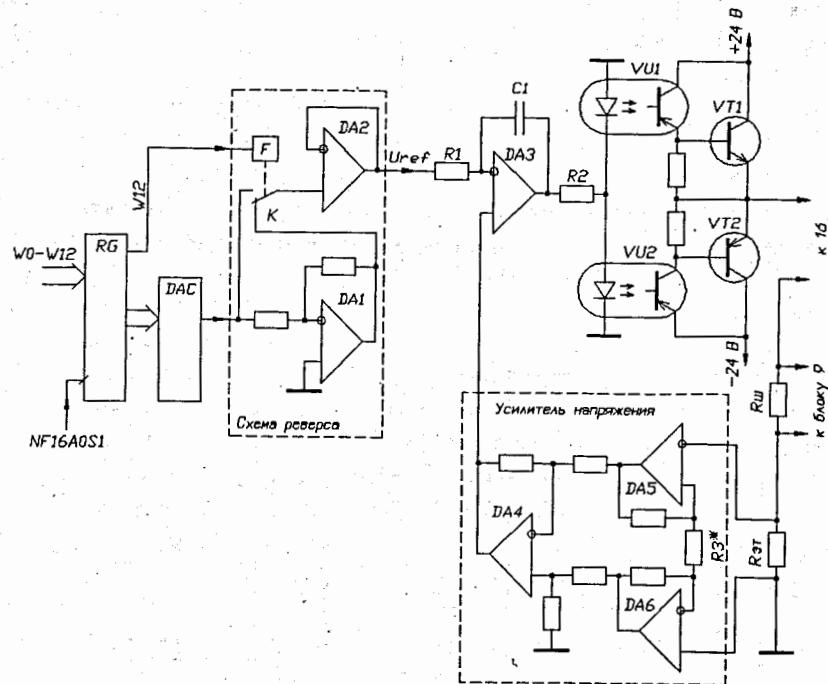 +24 В
VU1
VT1
C1
DA3
R1
R2
Uref
DA2
F
K
W12
W0-W12
RG
DAC
DA1
Схема реверса
NF16A0S1
VU2
VT2
-24 В
к 16
к блоку 9
Rш
Rэт
Усилитель напряжения
DA5
DA4
R3*
DA6